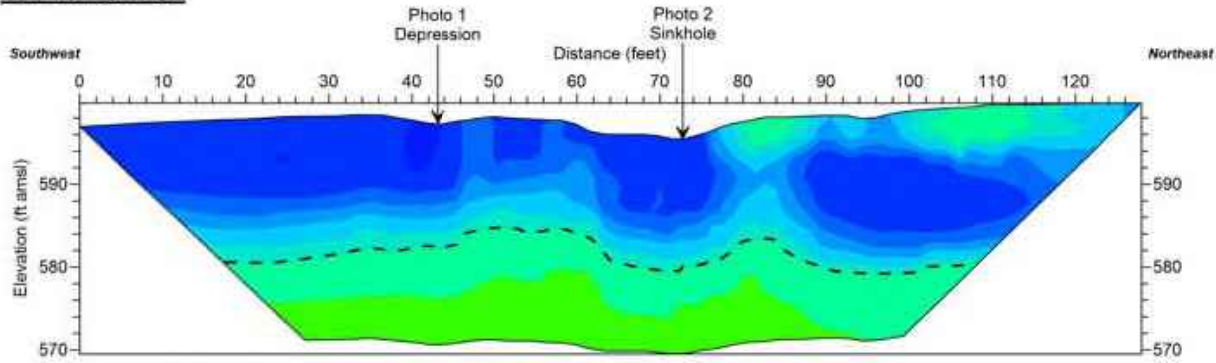 Photo 1
Depression
Photo 2
Sinkhole
Southwest
Distance (feet)
Northeast
0 10 20 30 40 50 60 70 80 90 100 110 120
Elevation (ft amsl)
590 590
580 580
570 570